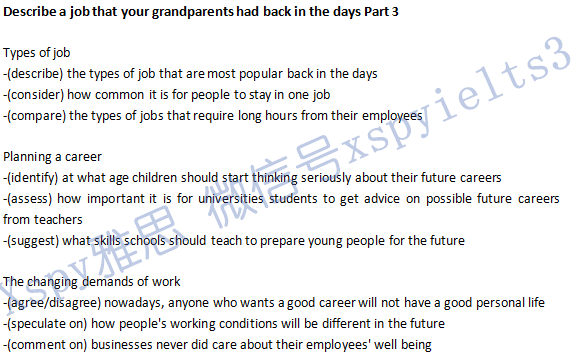 Describe a job that your grandparents had back in the days Part 3
Types of job
-(describe) the types of job that are most popular back in the days
-(consider) how common it is for people to stay in one job
-(compare) the types of jobs that require long hours from their employees
Planning a career
-(identify) at what age children should start thinking seriously about their future careers
-(assess) how important it is for universities students to get advice on possible future careers
from teachers
-(suggest) what skills schools should teach to prepare young people for the future
The changing demands of work
-(agree/disagree) nowadays, anyone who wants a good career will not have a good personal life
-(speculate on) how people's working conditions will be different in the future
-(comment on) businesses never did care about their employees' well being
xspy雅思 微信号xspyielts3